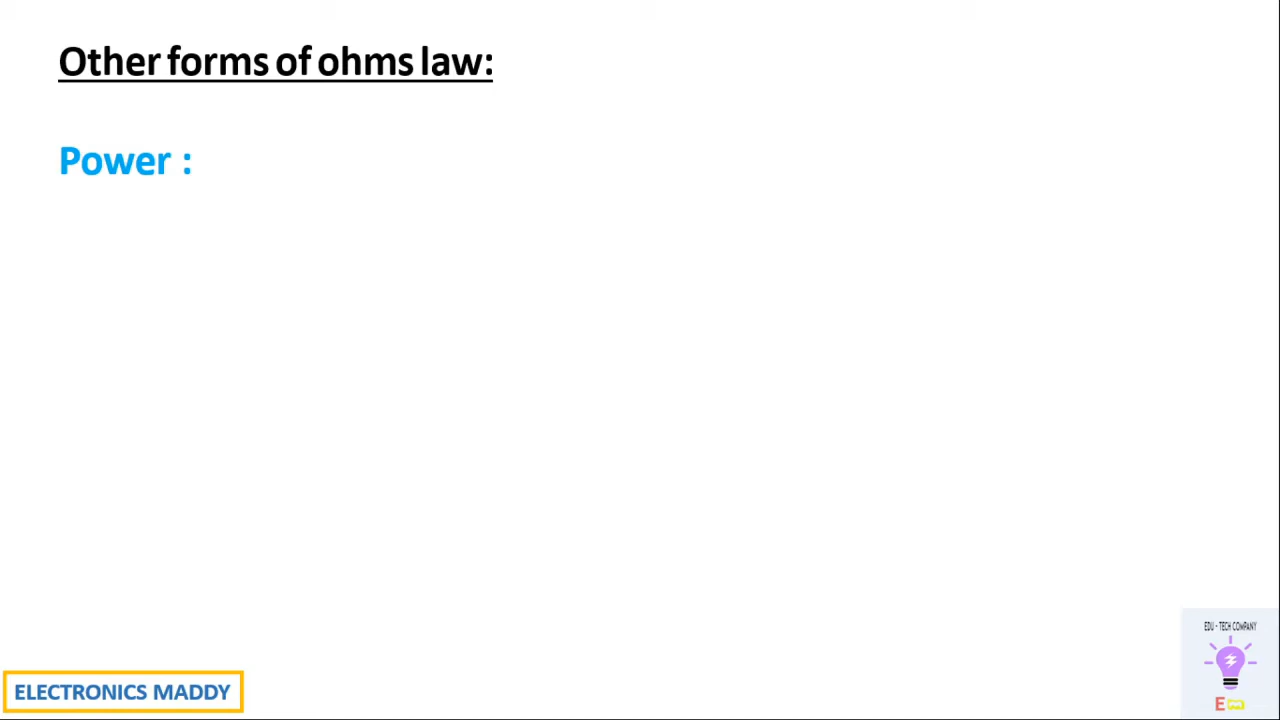 Other forms of ohms law:
Power :
EDU - TECH COMPANY
E
ELECTRONICS MADDY